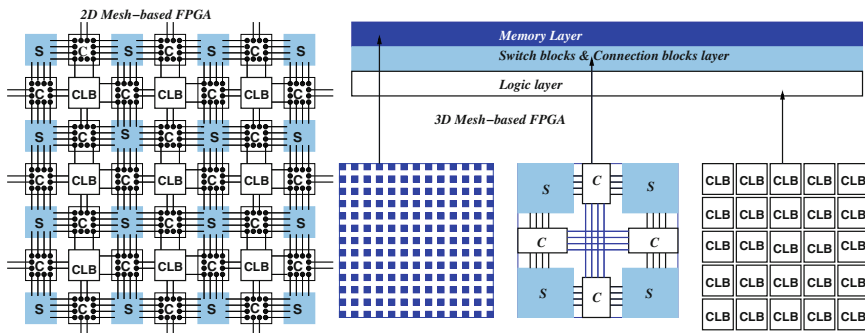 2D Mesh-based FPGA
S C S C S C S
C CLB C CLB C CLB C
S C S C S C S
C CLB C CLB C CLB C
S C S C S C S
C CLB C CLB C CLB C
S C S C S C S
Memory Layer
Switch blocks & Connection blocks layer
Logic layer
3D Mesh-based FPGA
S C S
C C
S C S
CLB CLB CLB CLB CLB
CLB CLB CLB CLB CLB
CLB CLB CLB CLB CLB
CLB CLB CLB CLB CLB
CLB CLB CLB CLB CLB